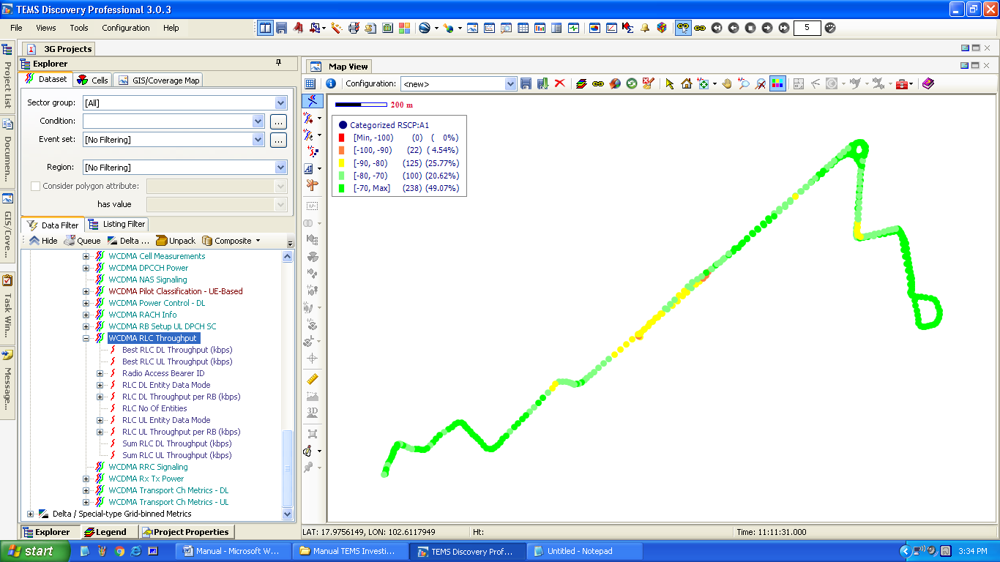 TEMS Discovery Professional 3.0.3
File Views Tools Configuration Help
5
3G Projects
Project List
Documen...
GIS/Cove...
Task Win...
Message...
Explorer
Dataset Cells GIS/Coverage Map
Sector group: [All]
Condition: ...
Event set: [No Filtering] ...
Region: [No Filtering]
Consider polygon attribute:
has value
Data Filter Listing Filter
Hide Queue Delta ... Unpack Composite
WCDMA Cell Measurements
WCDMA DPCCH Power
WCDMA NAS Signaling
WCDMA Pilot Classification - UE-Based
WCDMA Power Control - DL
WCDMA RACH Info
WCDMA RB Setup UL DPCH SC
WCDMA RLC Throughput
Best RLC DL Throughput (kbps)
Best RLC UL Throughput (kbps)
Radio Access Bearer ID
RLC DL Entity Data Mode
RLC DL Throughput per RB (kbps)
RLC No Of Entities
RLC UL Entity Data Mode
RLC UL Throughput per RB (kbps)
Sum RLC DL Throughput (kbps)
Sum RLC UL Throughput (kbps)
WCDMA RRC Signaling
WCDMA Rx Tx Power
WCDMA Transport Ch Metrics - DL
WCDMA Transport Ch Metrics - UL
Delta / Special-type Grid-binned Metrics
Explorer Legend Project Properties
Map View
Configuration: <new>
3D
200 m
Categorized RSCP:A1
[Min, -100) (0) ( 0%)
[-100, -90) (22) ( 4.54%)
[-90, -80) (125) (25.77%)
[-80, -70) (100) (20.62%)
[-70, Max] (238) (49.07%)
LAT: 17.9756149, LON: 102.6117949 Ht: Time: 11:11:31.000
start Manual - Microsoft W... Manual TEMS Investi... TEMS Discovery Prof... Untitled - Notepad 3:34 PM